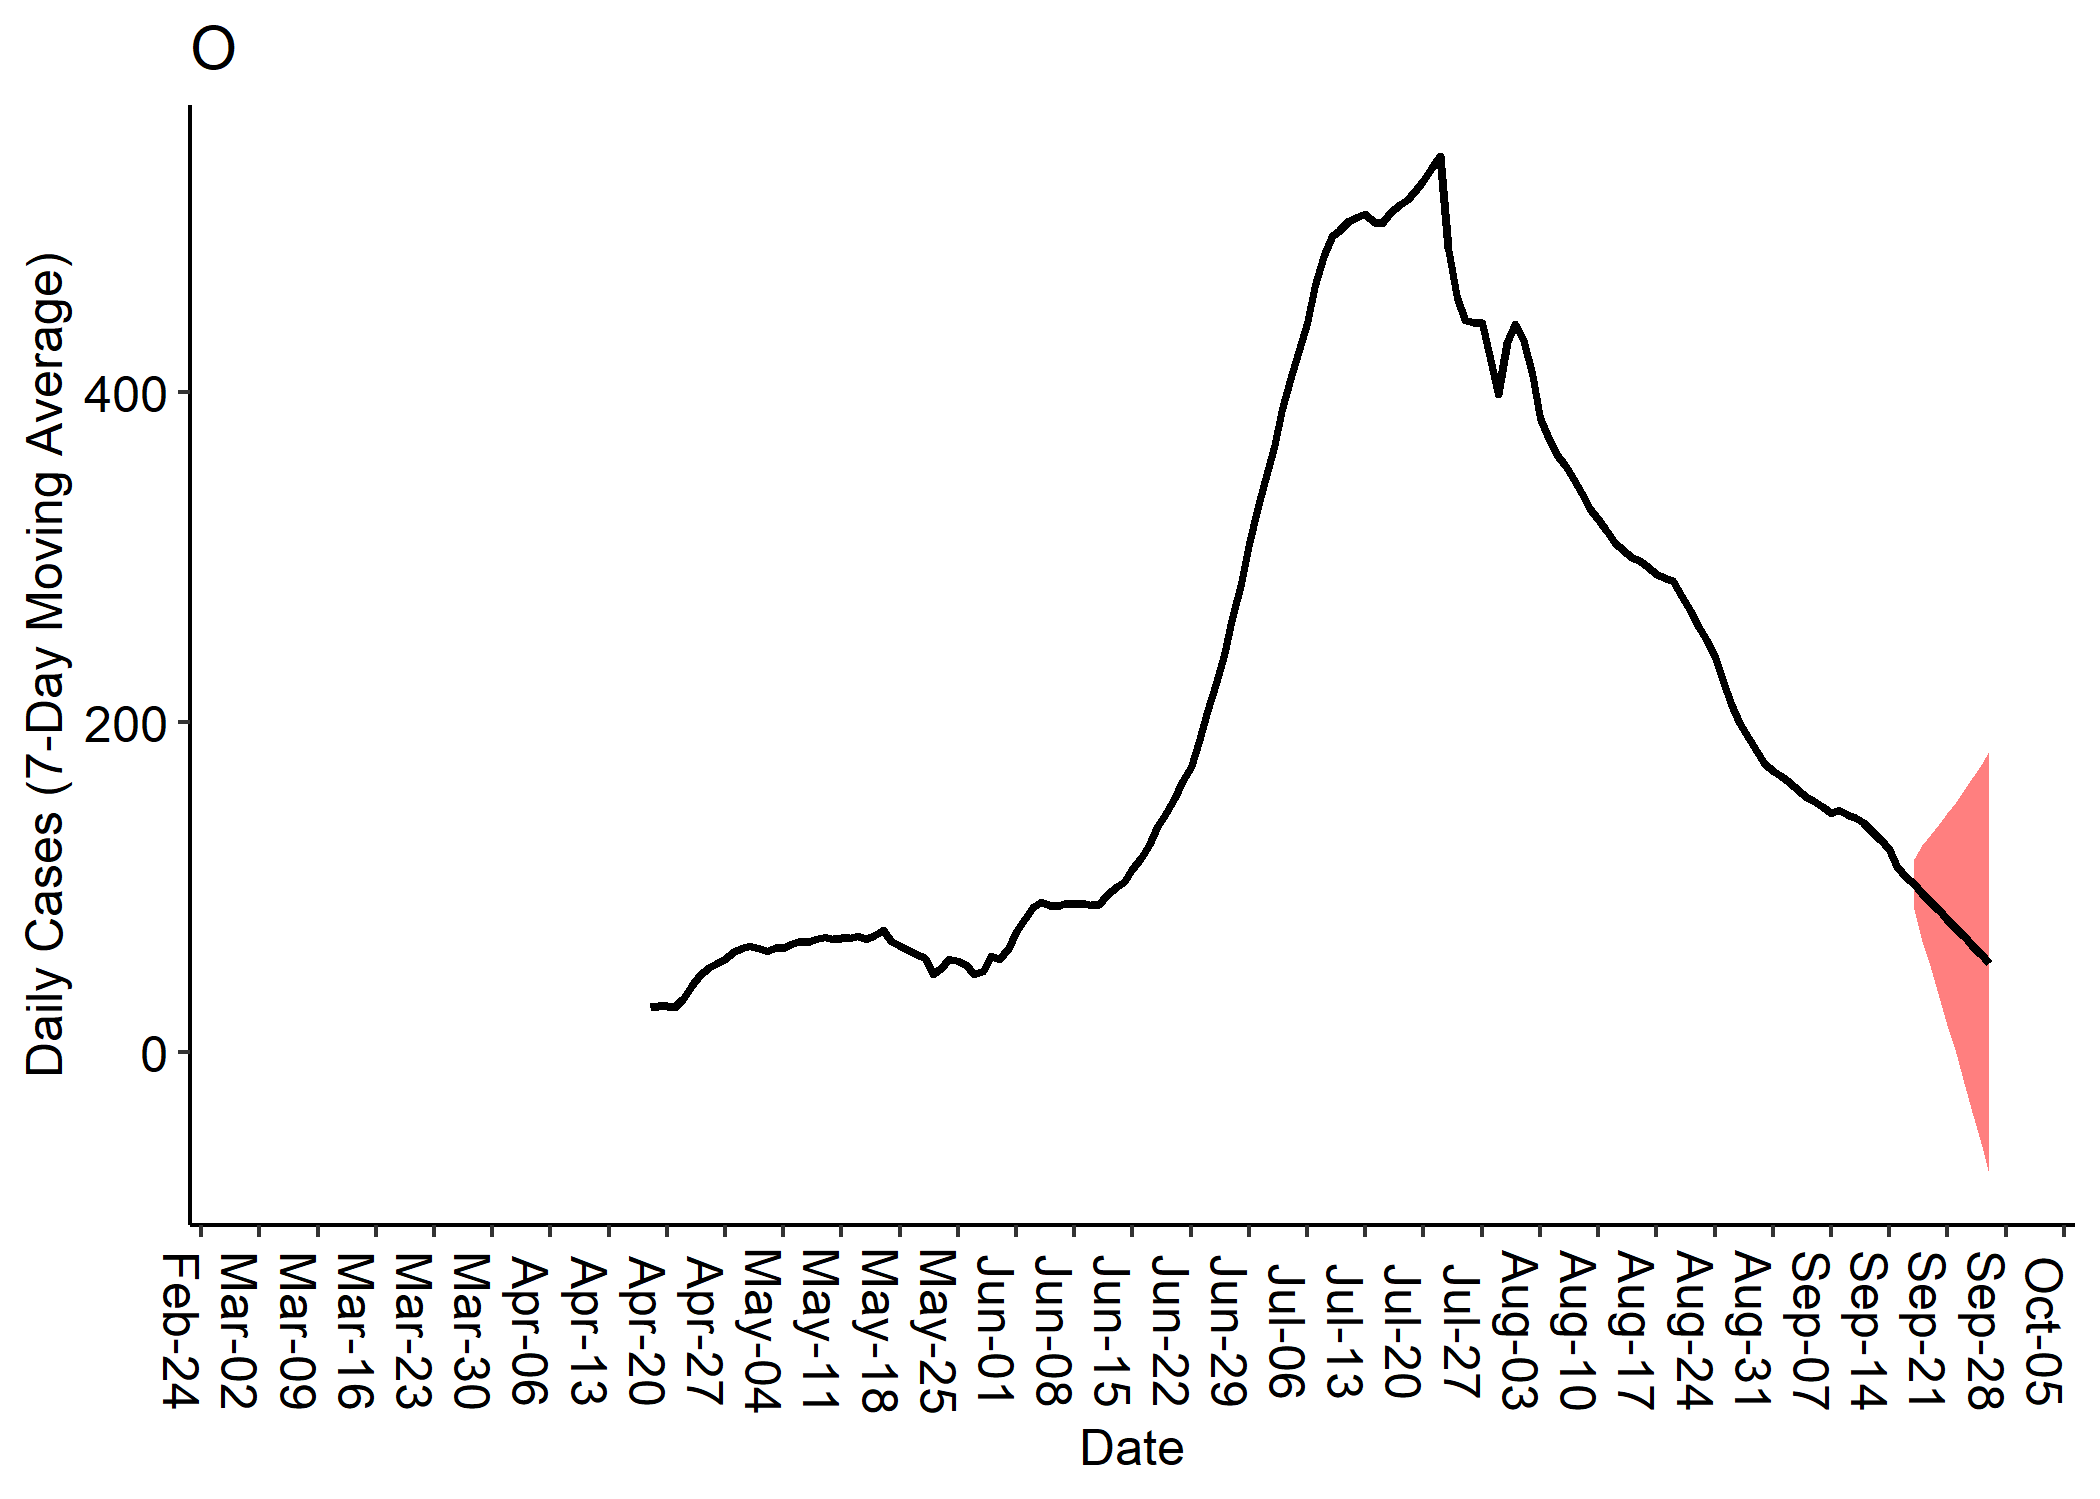 O
Daily Cases (7-Day Moving Average)
400
200
0
Feb-24
Mar-02
Mar-09
Mar-16
Mar-23
Mar-30
Apr-06
Apr-13
Apr-20
Apr-27
May-04
May-11
May-18
May-25
Jun-01
Jun-08
Jun-15
Jun-22
Jun-29
Jul-06
Jul-13
Jul-20
Jul-27
Aug-03
Aug-10
Aug-17
Aug-24
Aug-31
Sep-07
Sep-14
Sep-21
Sep-28
Oct-05
Date